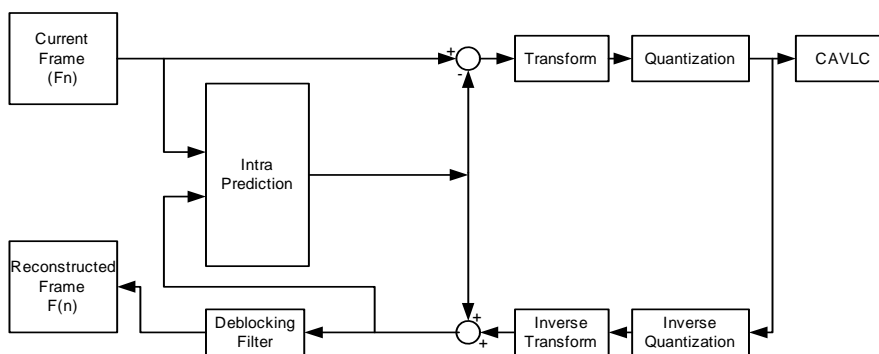 Current
Frame
(Fn)
+
-
Transform
Quantization
CAVLC
Intra
Prediction
Reconstructed
Frame
F(n)
Deblocking
Filter
+
+
Inverse
Transform
Inverse
Quantization